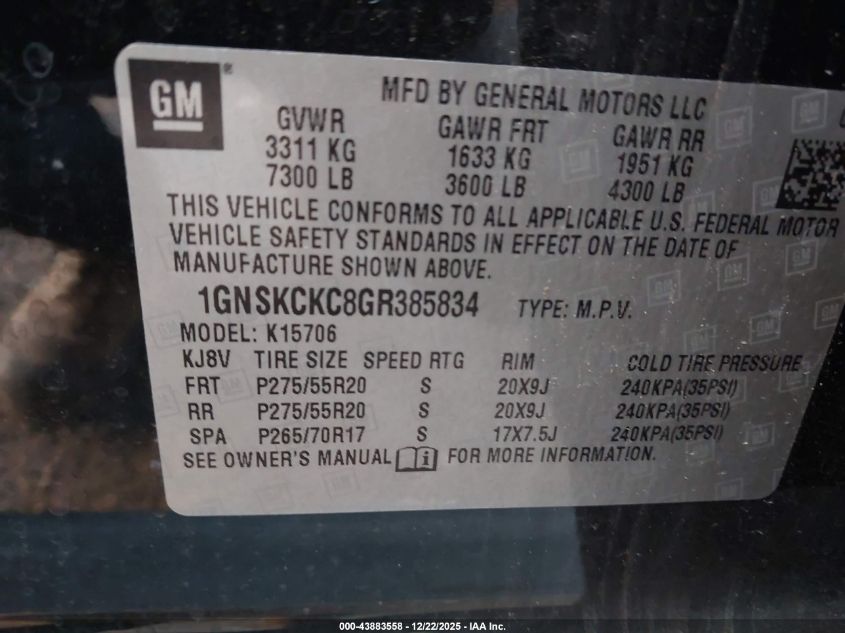 GM®
MFD BY GENERAL MOTORS LLC
GVWR GAWR FRT GAWR RR
3311 KG 1633 KG 1951 KG
7300 LB 3600 LB 4300 LB
THIS VEHICLE CONFORMS TO ALL APPLICABLE U.S. FEDERAL MOTOR
VEHICLE SAFETY STANDARDS IN EFFECT ON THE DATE OF
MANUFACTURE SHOWN ABOVE.
1GNSKCKC8GR385834 TYPE: M.P.V.
MODEL: K15706
KJ8V TIRE SIZE SPEED RTG RIM COLD TIRE PRESSURE
FRT P275/55R20 S 20X9J 240KPA(35PSI)
RR P275/55R20 S 20X9J 240KPA(35PSI)
SPA P265/70R17 S 17X7.5J 240KPA(35PSI)
SEE OWNER'S MANUAL i FOR MORE INFORMATION.
000-43883558 - 12/22/2025 - IAA Inc.